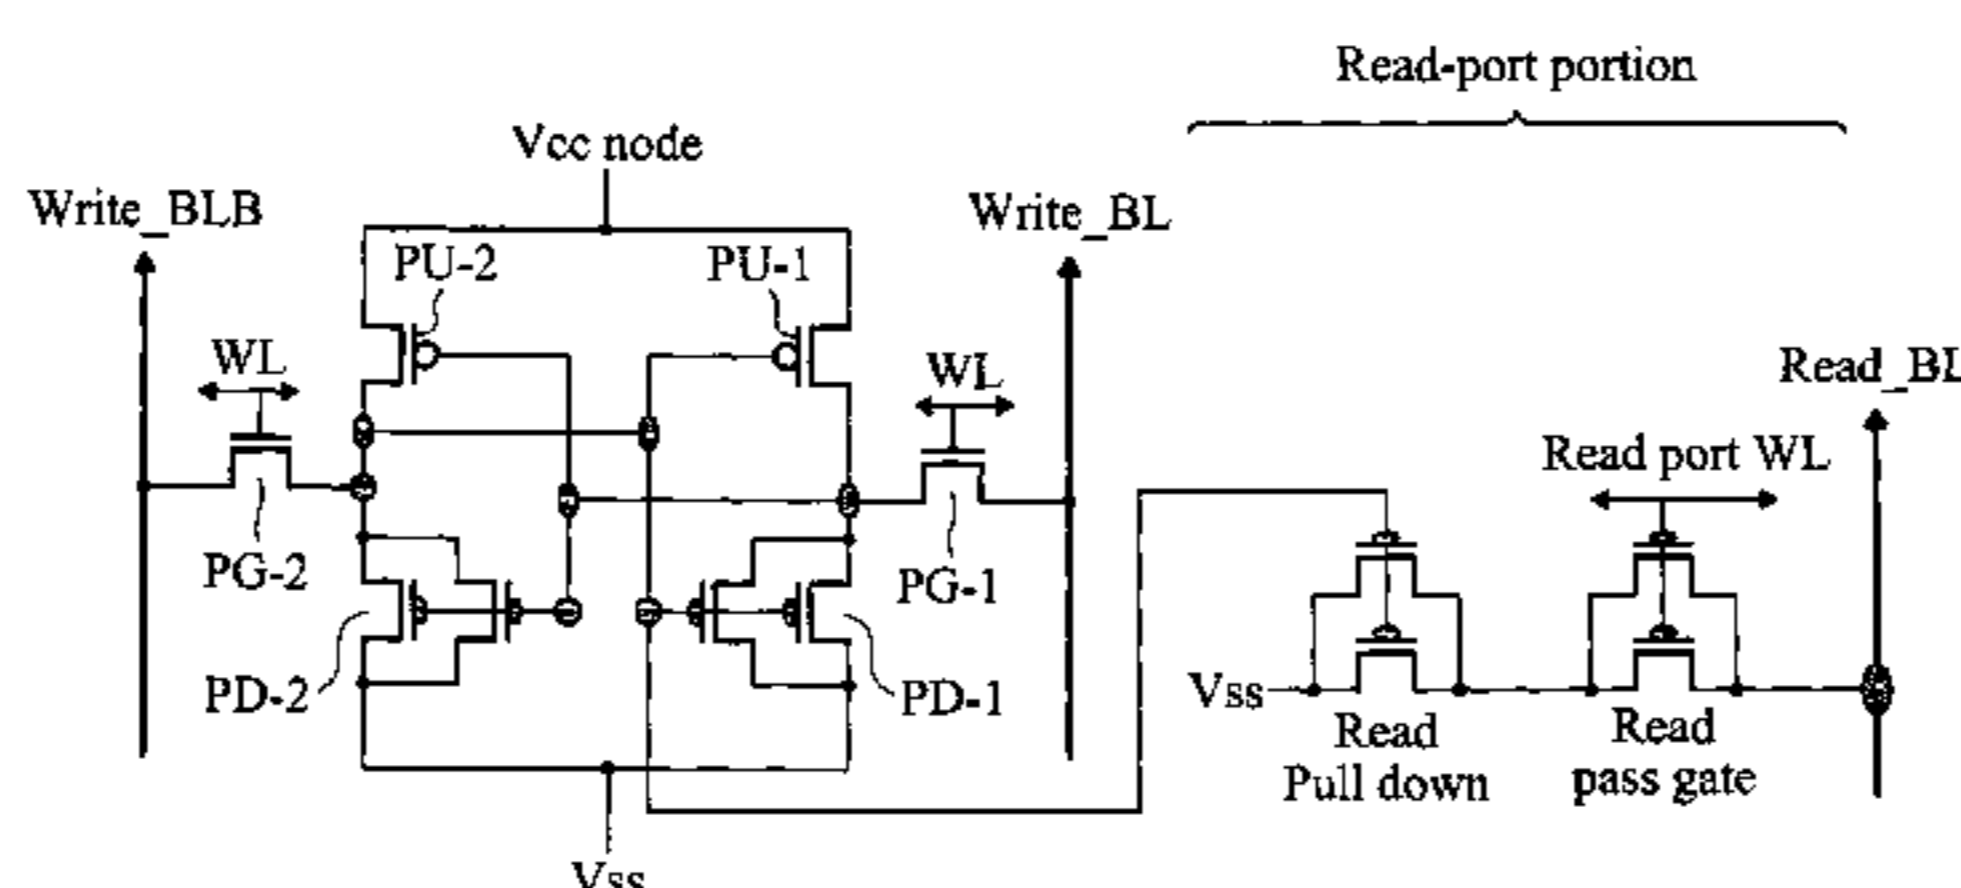 Read-port portion
Vcc node
Write_BLB
Write_BL
PU-2
PU-1
WL
WL
Read_BL
Read port WL
PG-2
PG-1
PD-2
PD-1
Vss
Read
Pull down
Read
pass gate
Vss